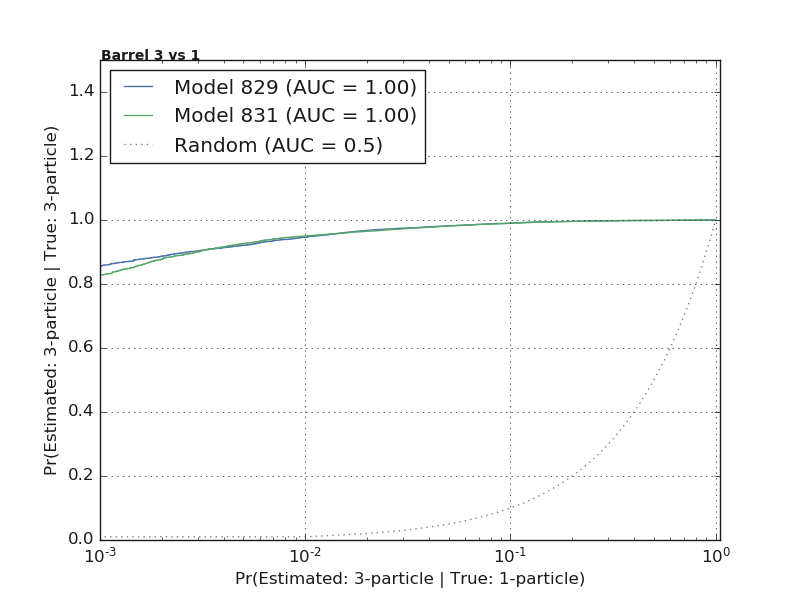 Barrel 3 vs 1
Model 829 (AUC = 1.00)
Model 831 (AUC = 1.00)
Random (AUC = 0.5)
Pr(Estimated: 3-particle | True: 3-particle)
1.4
1.2
1.0
0.8
0.6
0.4
0.2
0.0
10⁻³ 10⁻² 10⁻¹ 10⁰
Pr(Estimated: 3-particle | True: 1-particle)